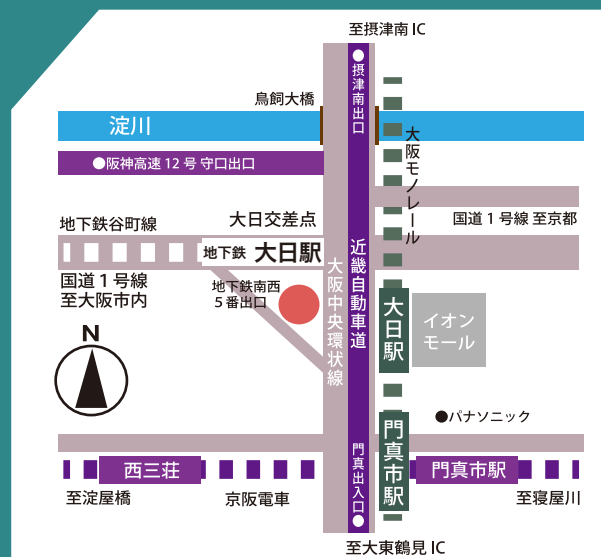 至摂津南 IC
摂津南出口
鳥飼大橋
淀川
大阪モノレール
阪神高速 12 号 守口出口
地下鉄谷町線
大日交差点
国道 1 号線 至京都
地下鉄 大日駅
近畿自動車道
国道 1 号線
至大阪市内
地下鉄南西
5 番出口
大阪中央環状線
大日駅
イオン
モール
N
パナソニック
門真市駅
西三荘
門真出入口
門真市駅
至淀屋橋
京阪電車
至寝屋川
至大東鶴見 IC